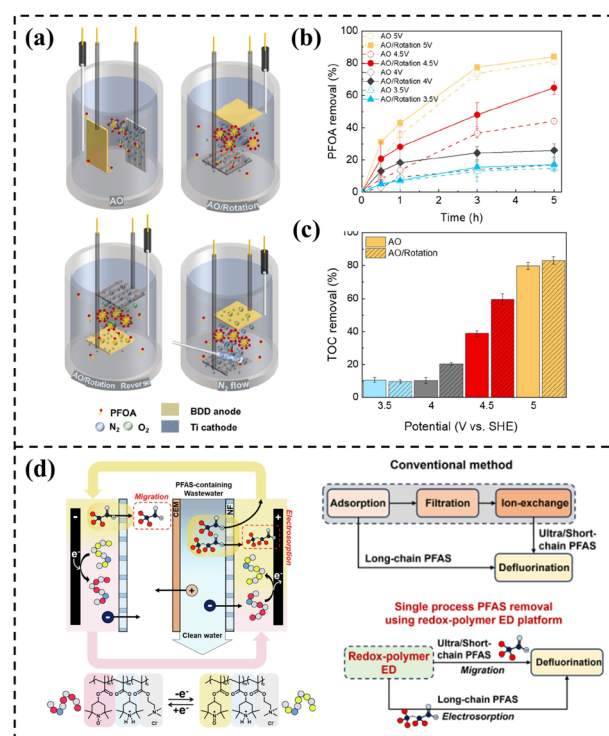 (a)
AO
AO/Rotation
AO/Rotation Reverse
N₂ flow
PFOA
BDD anode
N₂
O₂
Ti cathode
(b)
PFOA removal (%)
100
80
60
40
20
0
AO 5V
AO/Rotation 5V
AO 4.5V
AO/Rotation 4.5V
AO 4V
AO/Rotation 4V
AO 3.5V
AO/Rotation 3.5V
0 1 2 3 4 5
Time (h)
(c)
TOC removal (%)
100
80
60
40
20
0
AO
AO/Rotation
3.5 4 4.5 5
Potential (V vs. SHE)
(d)
Migration
PFAS-containing
Wastewater
CEM
NF
Electrosorption
-
+
e⁻
e⁻
+
-
Clean water
-e⁻
+e⁻
Cl⁻
Cl⁻
Conventional method
Adsorption
Filtration
Ion-exchange
Ultra/Short-
chain PFAS
Long-chain PFAS
Defluorination
Single process PFAS removal
using redox-polymer ED platform
Ultra/Short-
chain PFAS
Redox-polymer
ED
Migration
Defluorination
Long-chain PFAS
Electrosorption